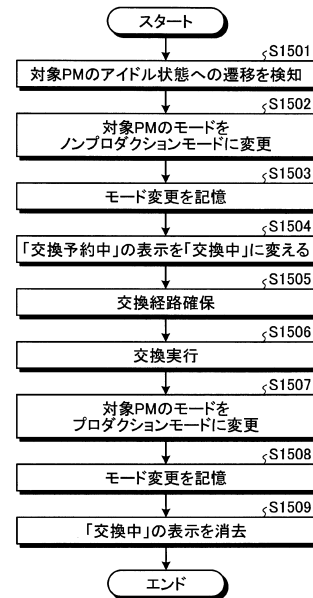 スタート
S1501
対象PMのアイドル状態への遷移を検知
S1502
対象PMのモードを
ノンプロダクションモードに変更
S1503
モード変更を記憶
S1504
「交換予約中」の表示を「交換中」に変える
S1505
交換経路確保
S1506
交換実行
S1507
対象PMのモードを
プロダクションモードに変更
S1508
モード変更を記憶
S1509
「交換中」の表示を消去
エンド